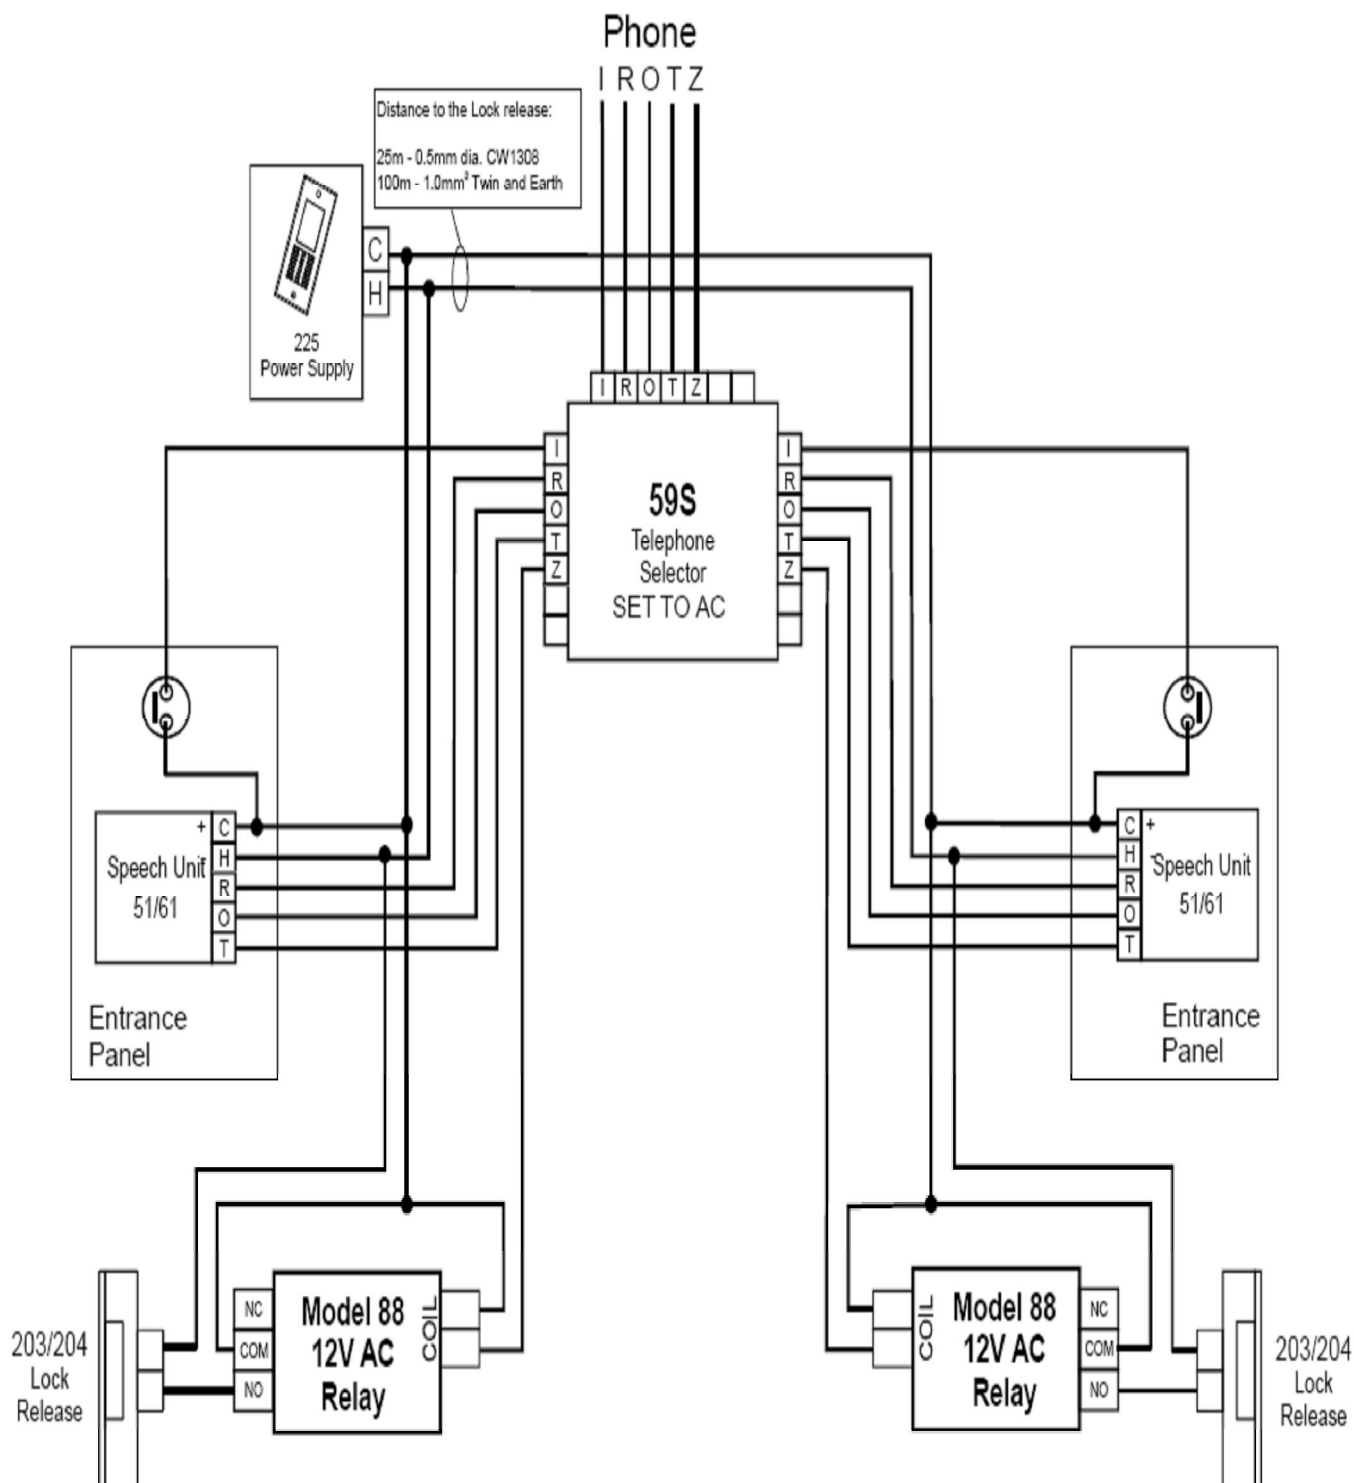 Phone
I R O T Z
Distance to the Lock release:
25m - 0.5mm dia. CW1308
100m - 1.0mm² Twin and Earth
C
H
225
Power Supply
I R O T Z
I
R
O
T
Z
59S
Telephone
Selector
SET TO AC
I
R
O
T
Z
+ C
- H
R
O
T
Speech Unit
51/61
Entrance
Panel
C +
H -
R
O
T
Speech Unit
51/61
Entrance
Panel
203/204
Lock
Release
NC
COM
NO
Model 88
12V AC
Relay
COIL
COIL
Model 88
12V AC
Relay
NC
COM
NO
203/204
Lock
Release